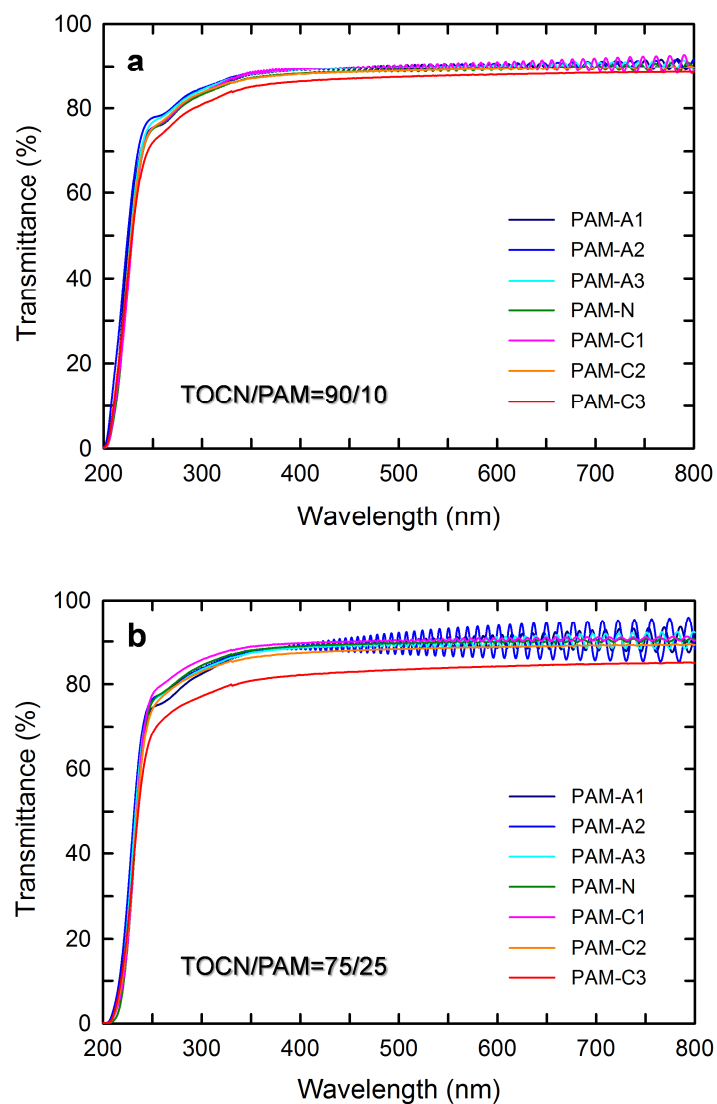 100
a
80
60
40
20
0
Transmittance (%)
PAM-A1
PAM-A2
PAM-A3
PAM-N
PAM-C1
PAM-C2
PAM-C3
TOCN/PAM=90/10
200 300 400 500 600 700 800
Wavelength (nm)
100
b
80
60
40
20
0
Transmittance (%)
PAM-A1
PAM-A2
PAM-A3
PAM-N
PAM-C1
PAM-C2
PAM-C3
TOCN/PAM=75/25
200 300 400 500 600 700 800
Wavelength (nm)